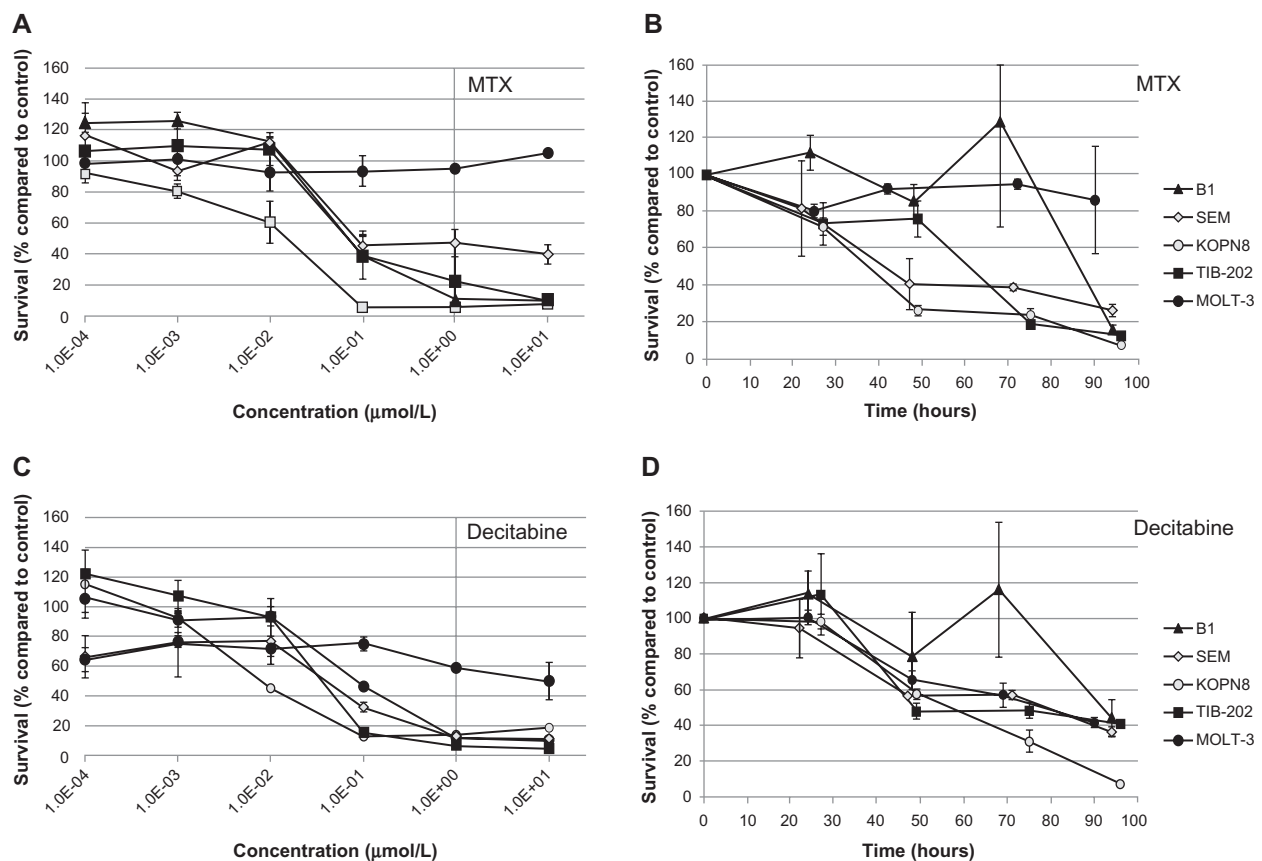 A
Survival (% compared to control)
160
140
120
100
80
60
40
20
0
MTX
1.0E-04
1.0E-03
1.0E-02
1.0E-01
1.0E+00
1.0E+01
Concentration (μmol/L)
B
Survival (% compared to control)
160
140
120
100
80
60
40
20
0
MTX
0 10 20 30 40 50 60 70 80 90 100
Time (hours)
B1
SEM
KOPN8
TIB-202
MOLT-3
C
Survival (% compared to control)
160
140
120
100
80
60
40
20
0
Decitabine
1.0E-04
1.0E-03
1.0E-02
1.0E-01
1.0E+00
1.0E+01
Concentration (μmol/L)
D
Survival (% compared to control)
160
140
120
100
80
60
40
20
0
Decitabine
0 10 20 30 40 50 60 70 80 90 100
Time (hours)
B1
SEM
KOPN8
TIB-202
MOLT-3